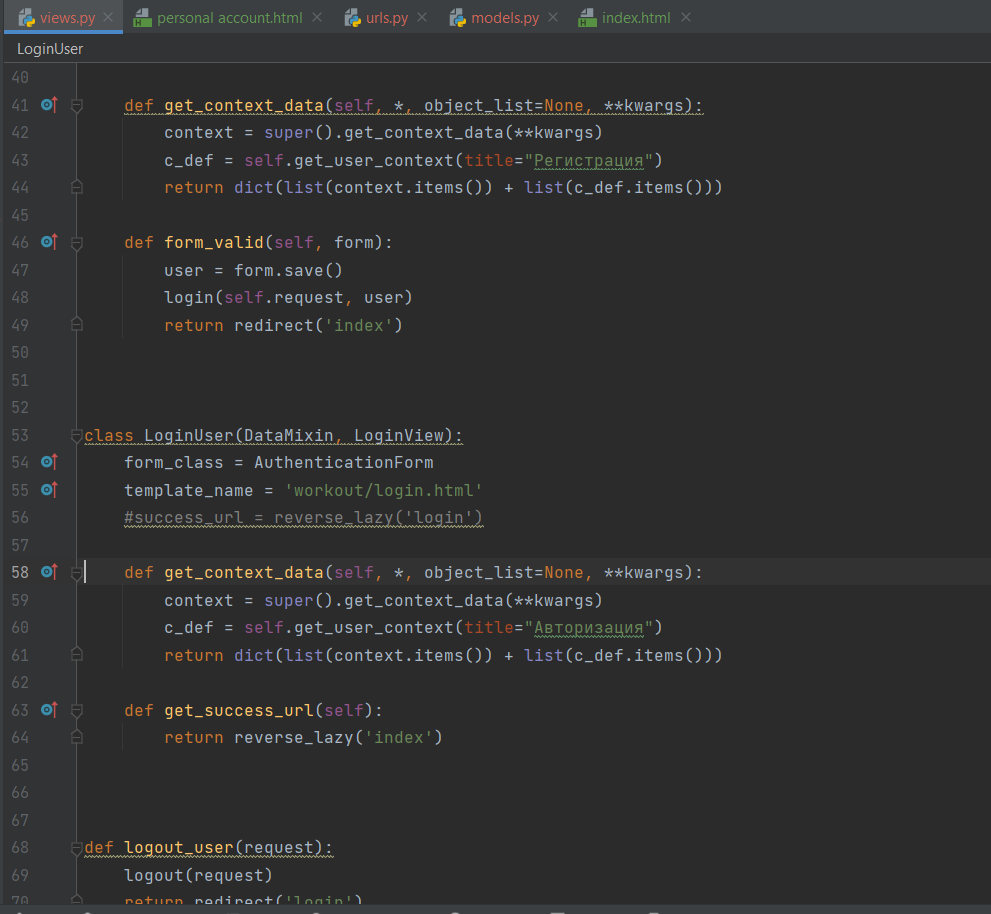 views.py personal account.html urls.py models.py index.html
LoginUser
40
41 def get_context_data(self, *, object_list=None, **kwargs):
42 context = super().get_context_data(**kwargs)
43 c_def = self.get_user_context(title="Регистрация")
44 return dict(list(context.items()) + list(c_def.items()))
45
46 def form_valid(self, form):
47 user = form.save()
48 login(self.request, user)
49 return redirect('index')
50
51
52
53 class LoginUser(DataMixin, LoginView):
54 form_class = AuthenticationForm
55 template_name = 'workout/login.html'
56 #success_url = reverse_lazy('login')
57
58 def get_context_data(self, *, object_list=None, **kwargs):
59 context = super().get_context_data(**kwargs)
60 c_def = self.get_user_context(title="Авторизация")
61 return dict(list(context.items()) + list(c_def.items()))
62
63 def get_success_url(self):
64 return reverse_lazy('index')
65
66
67
68 def logout_user(request):
69 logout(request)
70 return redirect('login')